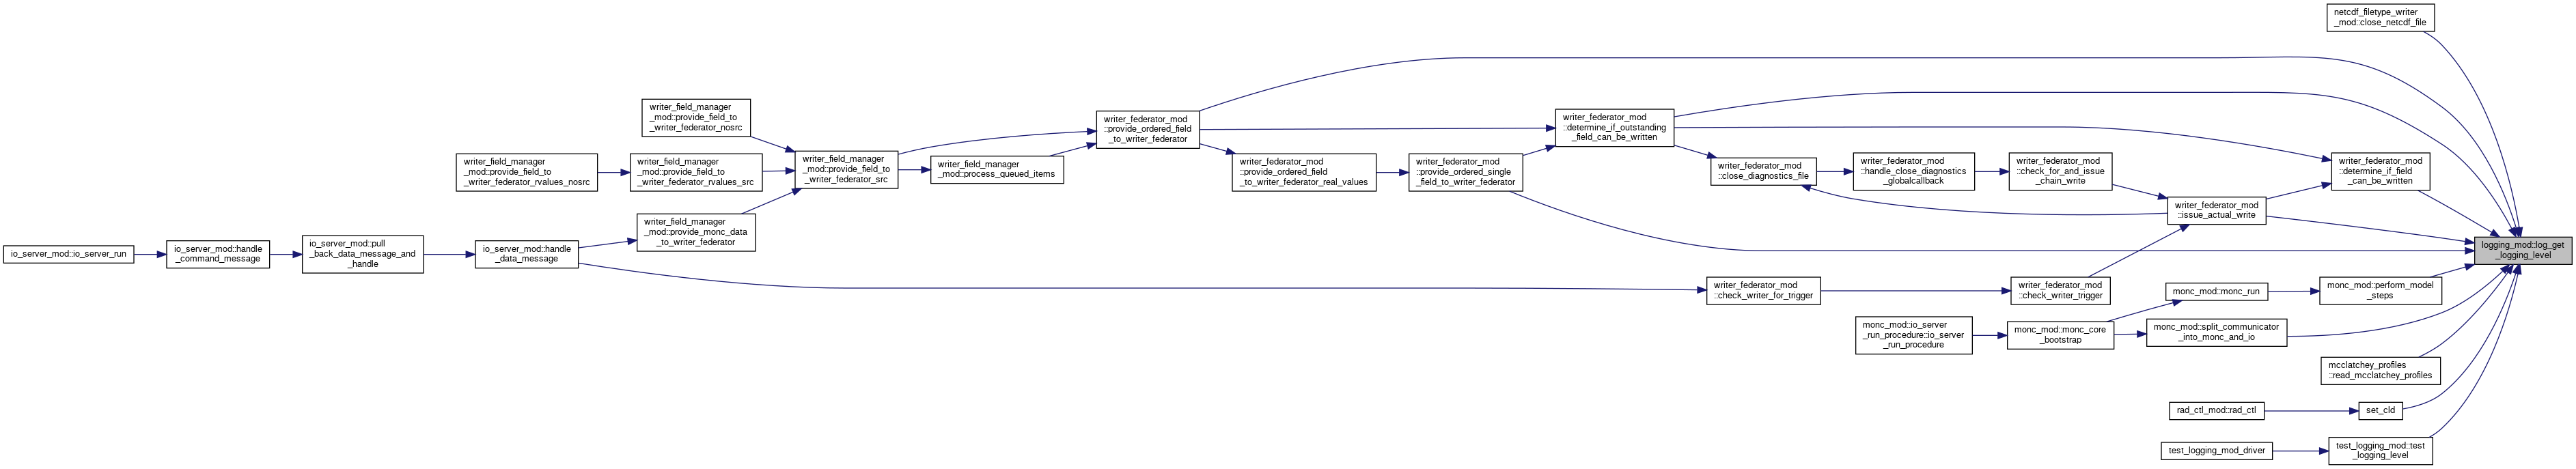 netcdf_filetype_writer
_mod::close_netcdf_file
writer_field_manager
_mod::provide_field_to
_writer_federator_nosrc
writer_federator_mod
::provide_ordered_field
_to_writer_federator
writer_federator_mod
::determine_if_outstanding
_field_can_be_written
writer_field_manager
_mod::provide_field_to
_writer_federator_rvalues_nosrc
writer_field_manager
_mod::provide_field_to
_writer_federator_rvalues_src
writer_field_manager
_mod::provide_field_to
_writer_federator_src
writer_field_manager
_mod::process_queued_items
writer_federator_mod
::provide_ordered_field
_to_writer_federator_real_values
writer_federator_mod
::provide_ordered_single
_field_to_writer_federator
writer_federator_mod
::close_diagnostics_file
writer_federator_mod
::handle_close_diagnostics
_globalcallback
writer_federator_mod
::check_for_and_issue
_chain_write
writer_federator_mod
::determine_if_field
_can_be_written
writer_federator_mod
::issue_actual_write
writer_field_manager
_mod::provide_monc_data
_to_writer_federator
io_server_mod::io_server_run
io_server_mod::handle
_command_message
io_server_mod::pull
_back_data_message_and
_handle
io_server_mod::handle
_data_message
logging_mod::log_get
_logging_level
writer_federator_mod
::check_writer_for_trigger
writer_federator_mod
::check_writer_trigger
monc_mod::monc_run
monc_mod::perform_model
_steps
monc_mod::io_server
_run_procedure::io_server
_run_procedure
monc_mod::monc_core
_bootstrap
monc_mod::split_communicator
_into_monc_and_io
mcclatchey_profiles
::read_mcclatchey_profiles
rad_ctl_mod::rad_ctl
set_cld
test_logging_mod_driver
test_logging_mod::test
_logging_level